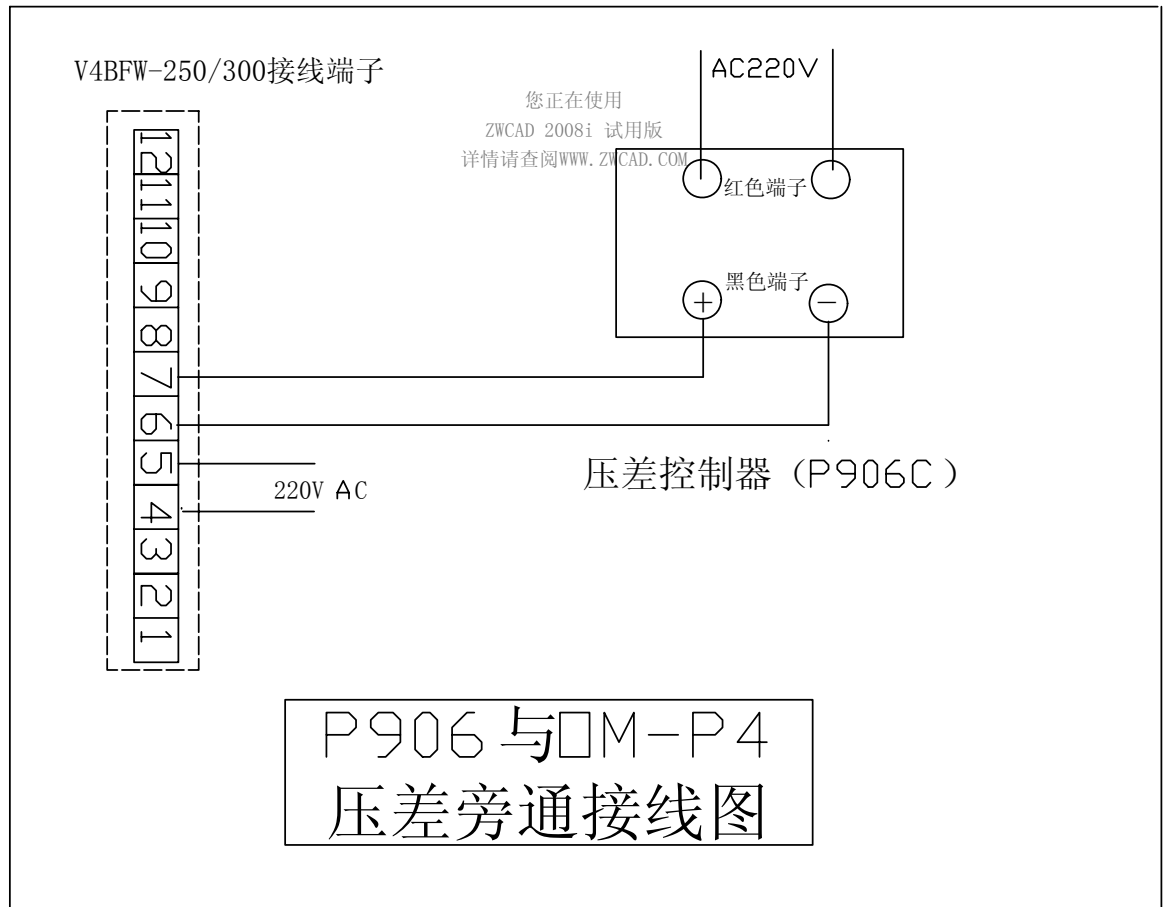 V4BFW-250/300接线端子
AC220V
您正在使用
ZWCAD 2008i 试用版
详情请查阅WWW.ZWCAD.COM
12
11
10
9
8
7
6
5
4
3
2
1
红色端子
黑色端子
+
−
220V AC
压差控制器（P906C）
P906与□M-P4
压差旁通接线图